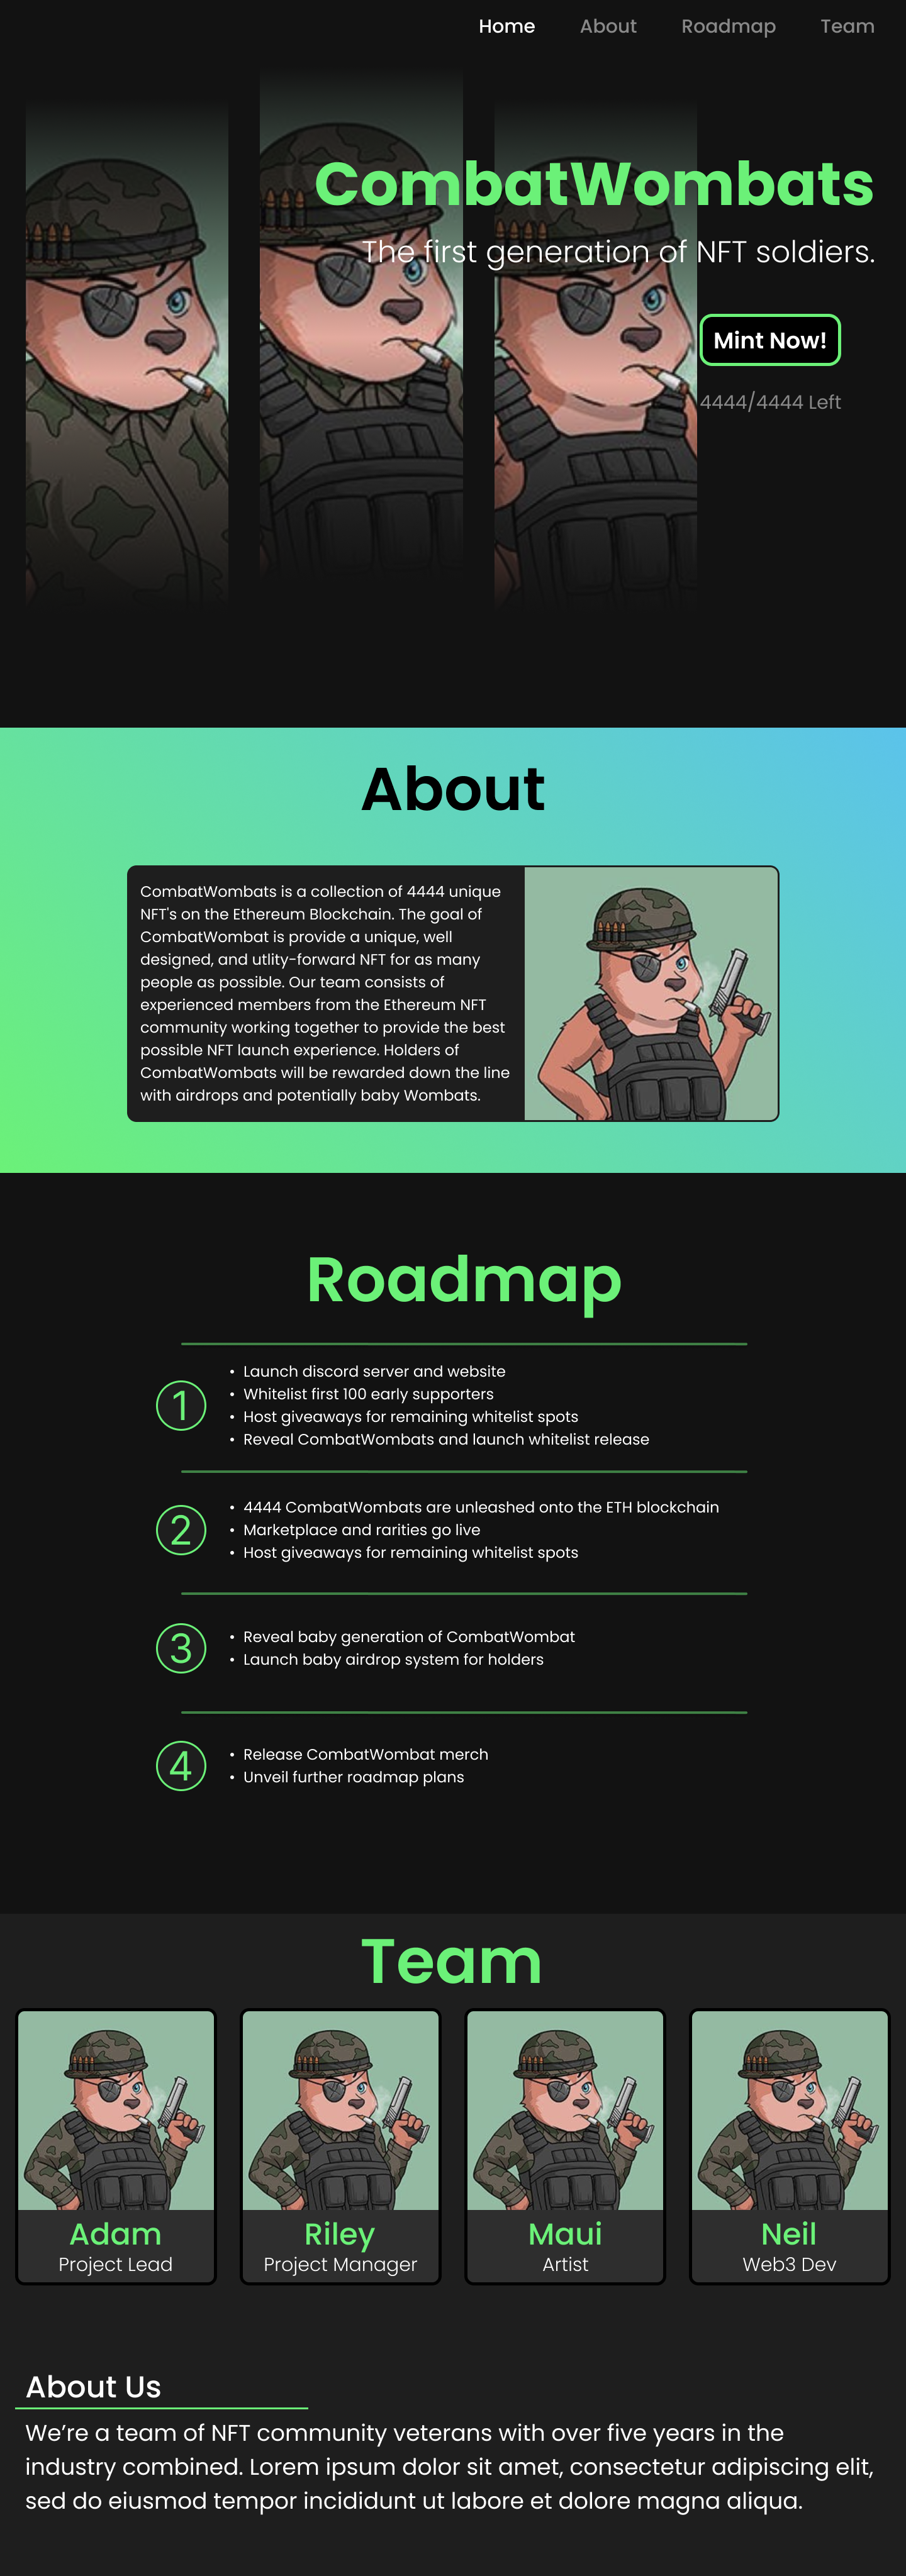 Home About Roadmap Team
CombatWombats
The first generation of NFT soldiers.
Mint Now!
4444/4444 Left
About
CombatWombats is a collection of 4444 unique
NFT's on the Ethereum Blockchain. The goal of
CombatWombat is provide a unique, well
designed, and utlity-forward NFT for as many
people as possible. Our team consists of
experienced members from the Ethereum NFT
community working together to provide the best
possible NFT launch experience. Holders of
CombatWombats will be rewarded down the line
with airdrops and potentially baby Wombats.
Roadmap
1
• Launch discord server and website
• Whitelist first 100 early supporters
• Host giveaways for remaining whitelist spots
• Reveal CombatWombats and launch whitelist release
2
• 4444 CombatWombats are unleashed onto the ETH blockchain
• Marketplace and rarities go live
• Host giveaways for remaining whitelist spots
3
• Reveal baby generation of CombatWombat
• Launch baby airdrop system for holders
4
• Release CombatWombat merch
• Unveil further roadmap plans
Team
Adam
Project Lead
Riley
Project Manager
Maui
Artist
Neil
Web3 Dev
About Us
We’re a team of NFT community veterans with over five years in the
industry combined. Lorem ipsum dolor sit amet, consectetur adipiscing elit,
sed do eiusmod tempor incididunt ut labore et dolore magna aliqua.